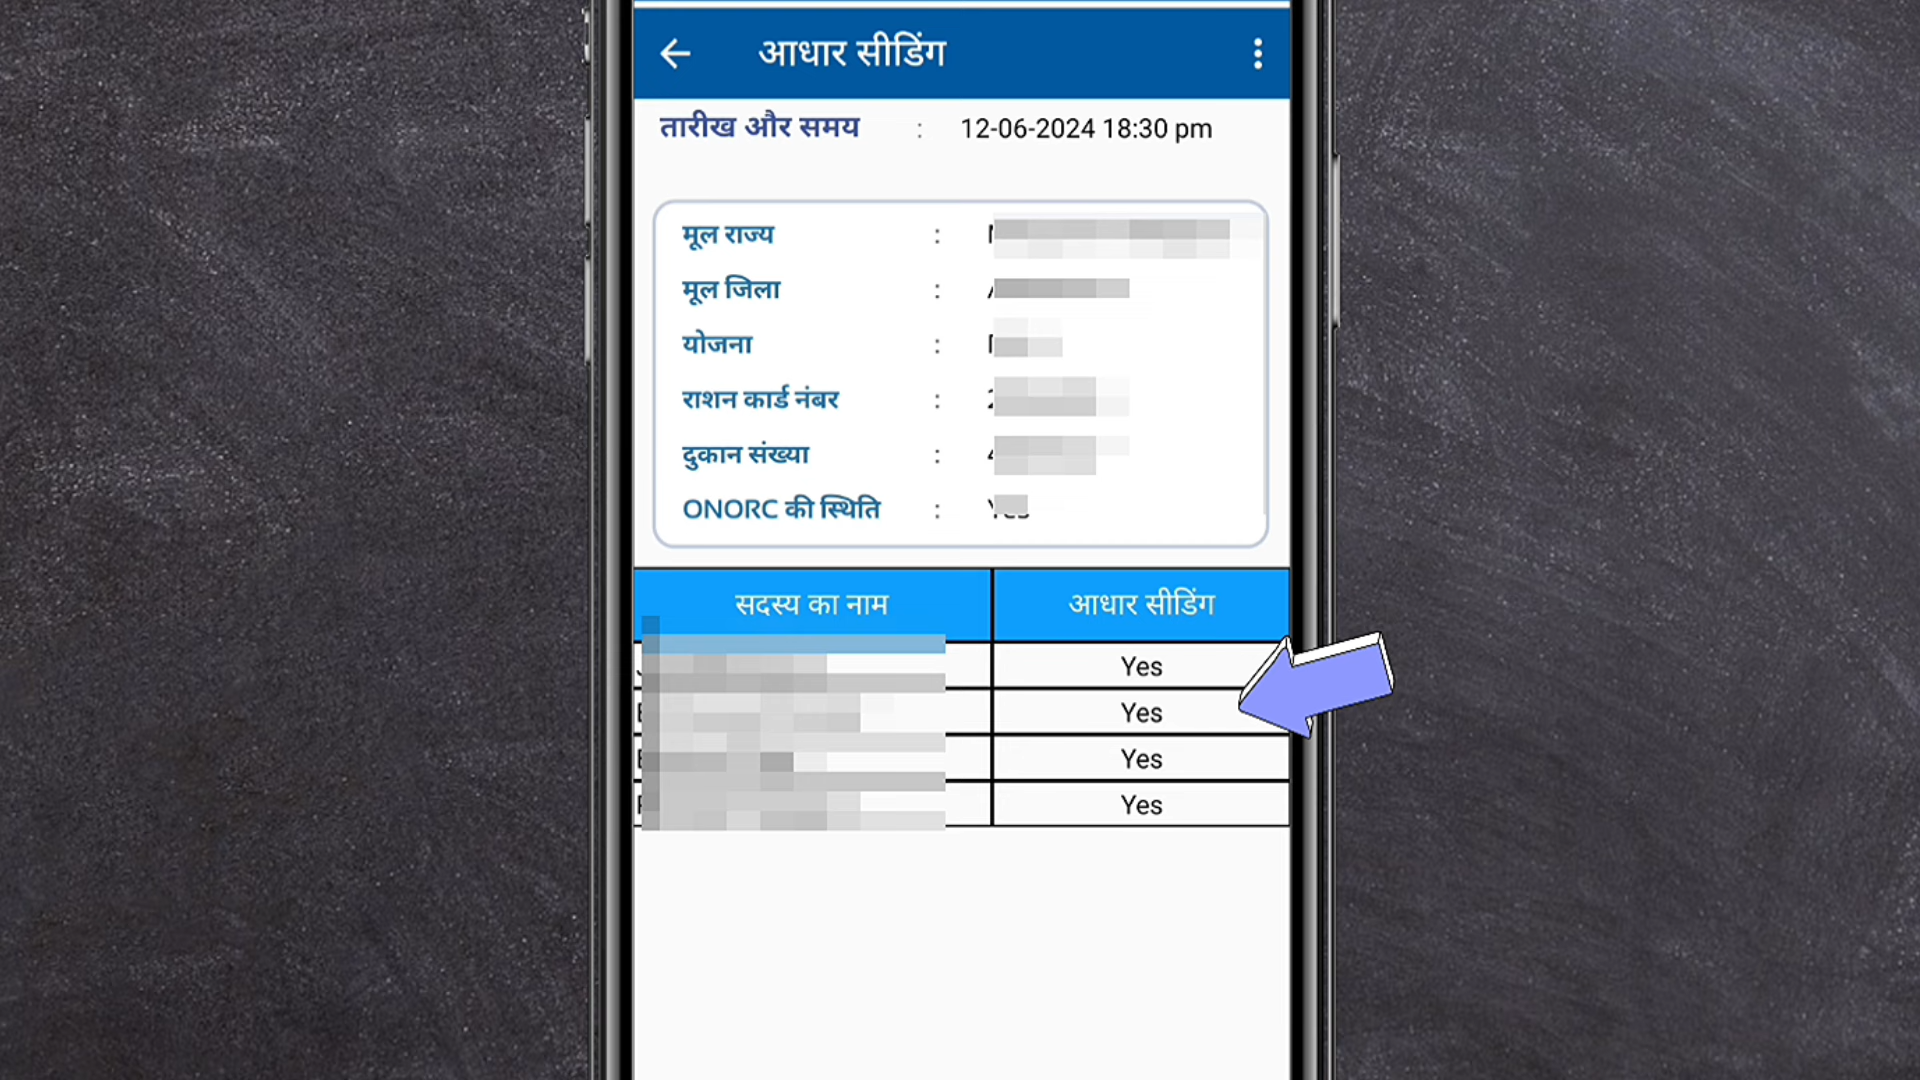 आधार सीडिंग
तारीख और समय : 12-06-2024 18:30 pm
मूल राज्य :
मूल जिला :
योजना :
राशन कार्ड नंबर :
दुकान संख्या :
ONORC की स्थिति : Yes
सदस्य का नाम आधार सीडिंग
Yes
Yes
Yes
Yes